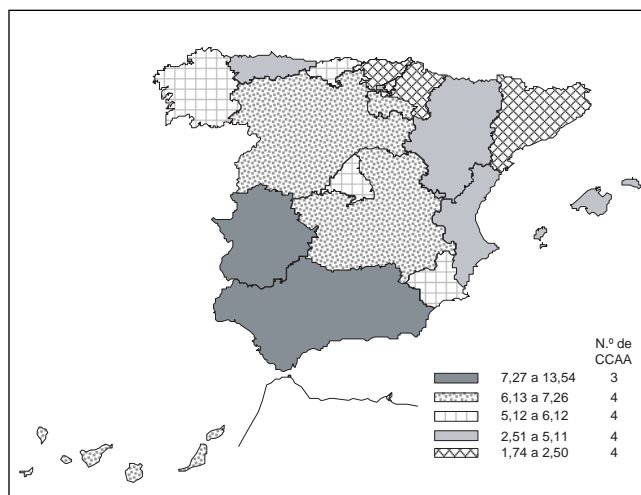 N.º de
CCAA
7,27 a 13,54 3
6,13 a 7,26 4
5,12 a 6,12 4
2,51 a 5,11 4
1,74 a 2,50 4